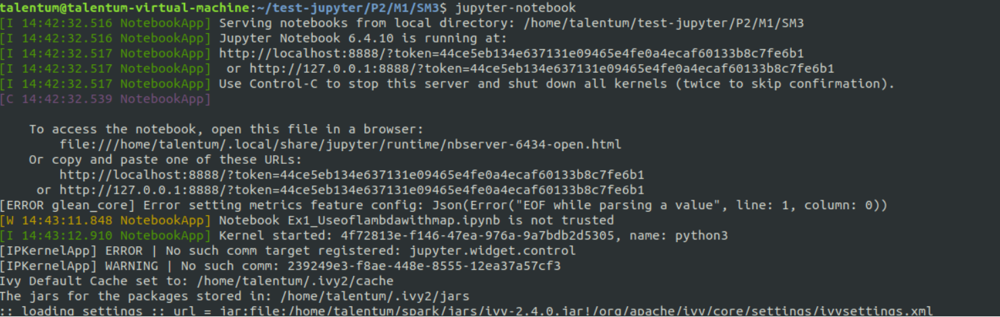 talentum@talentum-virtual-machine:~/test-jupyter/P2/M1/SM3$ jupyter-notebook
[I 14:42:32.516 NotebookApp] Serving notebooks from local directory: /home/talentum/test-jupyter/P2/M1/SM3
[I 14:42:32.516 NotebookApp] Jupyter Notebook 6.4.10 is running at:
[I 14:42:32.517 NotebookApp] http://localhost:8888/?token=44ce5eb134e637131e09465e4fe0a4ecaf60133b8c7fe6b1
[I 14:42:32.517 NotebookApp]  or http://127.0.0.1:8888/?token=44ce5eb134e637131e09465e4fe0a4ecaf60133b8c7fe6b1
[I 14:42:32.517 NotebookApp] Use Control-C to stop this server and shut down all kernels (twice to skip confirmation).
[C 14:42:32.539 NotebookApp]
To access the notebook, open this file in a browser:
file:///home/talentum/.local/share/jupyter/runtime/nbserver-6434-open.html
Or copy and paste one of these URLs:
http://localhost:8888/?token=44ce5eb134e637131e09465e4fe0a4ecaf60133b8c7fe6b1
or http://127.0.0.1:8888/?token=44ce5eb134e637131e09465e4fe0a4ecaf60133b8c7fe6b1
[ERROR glean_core] Error setting metrics feature config: Json(Error("EOF while parsing a value", line: 1, column: 0))
[W 14:43:11.848 NotebookApp] Notebook Ex1_Useoflambdawithmap.ipynb is not trusted
[I 14:43:12.910 NotebookApp] Kernel started: 4f72813e-f146-47ea-976a-9a7bdb2d5305, name: python3
[IPKernelApp] ERROR | No such comm target registered: jupyter.widget.control
[IPKernelApp] WARNING | No such comm: 239249e3-f8ae-448e-8555-12ea37a57cf3
Ivy Default Cache set to: /home/talentum/.ivy2/cache
The jars for the packages stored in: /home/talentum/.ivy2/jars
:: loading settings :: url = jar:file:/home/talentum/spark/jars/ivy-2.4.0.jar!/org/apache/ivy/core/settings/ivysettings.xml